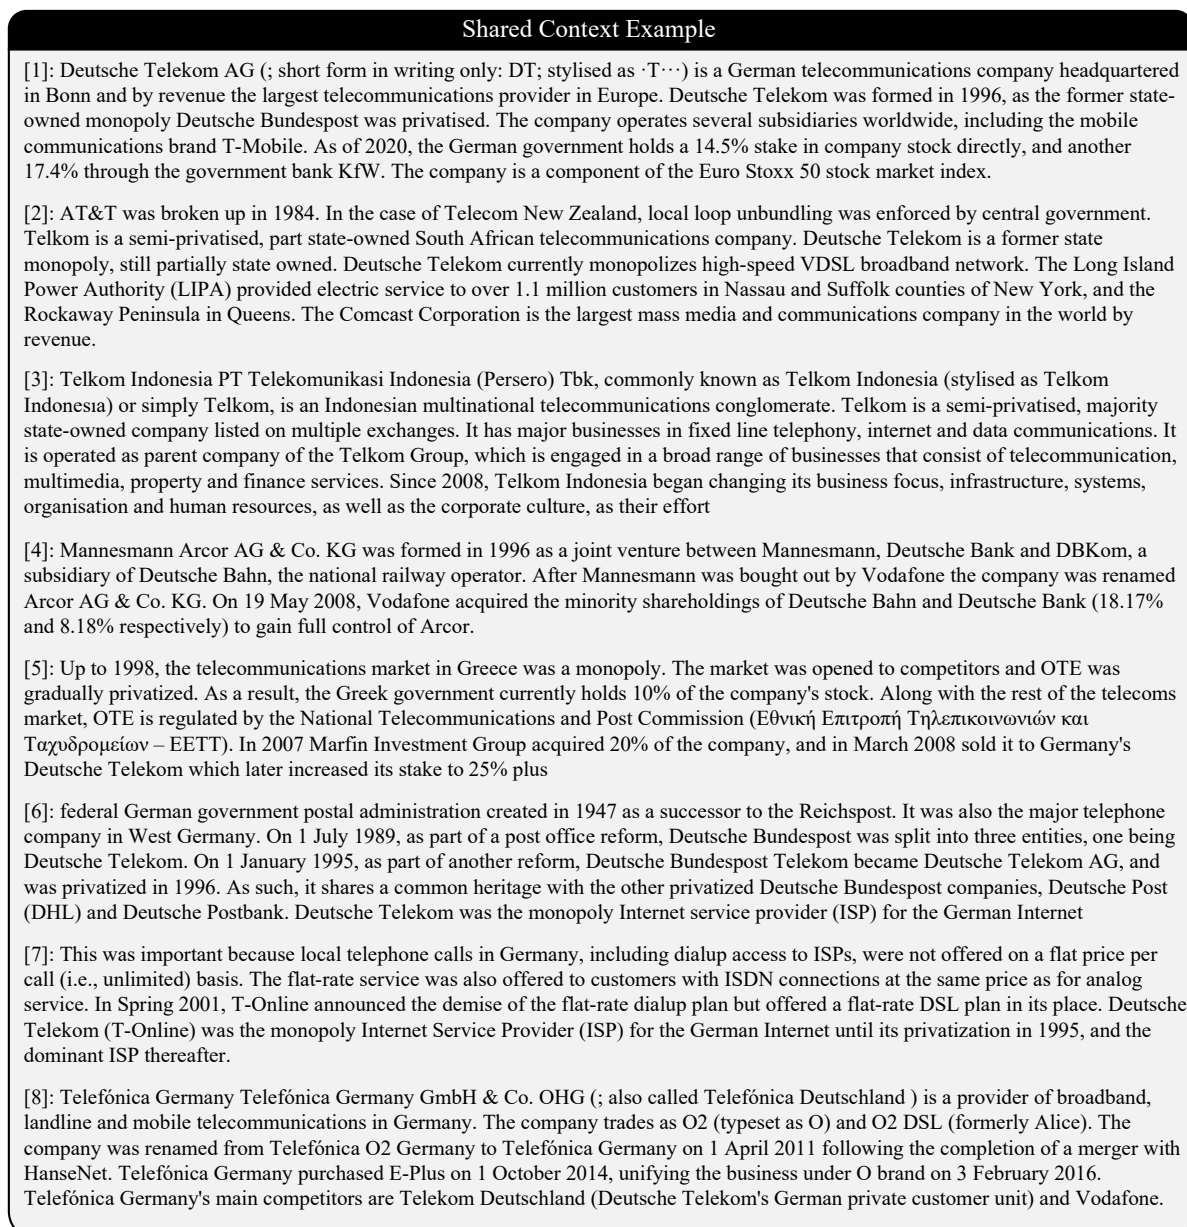 Shared Context Example
[1]: Deutsche Telekom AG (; short form in writing only: DT; stylised as ·T···) is a German telecommunications company headquartered
in Bonn and by revenue the largest telecommunications provider in Europe. Deutsche Telekom was formed in 1996, as the former state-
owned monopoly Deutsche Bundespost was privatised. The company operates several subsidiaries worldwide, including the mobile
communications brand T-Mobile. As of 2020, the German government holds a 14.5% stake in company stock directly, and another
17.4% through the government bank KfW. The company is a component of the Euro Stoxx 50 stock market index.
[2]: AT&T was broken up in 1984. In the case of Telecom New Zealand, local loop unbundling was enforced by central government.
Telkom is a semi-privatised, part state-owned South African telecommunications company. Deutsche Telekom is a former state
monopoly, still partially state owned. Deutsche Telekom currently monopolizes high-speed VDSL broadband network. The Long Island
Power Authority (LIPA) provided electric service to over 1.1 million customers in Nassau and Suffolk counties of New York, and the
Rockaway Peninsula in Queens. The Comcast Corporation is the largest mass media and communications company in the world by
revenue.
[3]: Telkom Indonesia PT Telekomunikasi Indonesia (Persero) Tbk, commonly known as Telkom Indonesia (stylised as Telkom
Indonesıa) or simply Telkom, is an Indonesian multinational telecommunications conglomerate. Telkom is a semi-privatised, majority
state-owned company listed on multiple exchanges. It has major businesses in fixed line telephony, internet and data communications. It
is operated as parent company of the Telkom Group, which is engaged in a broad range of businesses that consist of telecommunication,
multimedia, property and finance services. Since 2008, Telkom Indonesia began changing its business focus, infrastructure, systems,
organisation and human resources, as well as the corporate culture, as their effort
[4]: Mannesmann Arcor AG & Co. KG was formed in 1996 as a joint venture between Mannesmann, Deutsche Bank and DBKom, a
subsidiary of Deutsche Bahn, the national railway operator. After Mannesmann was bought out by Vodafone the company was renamed
Arcor AG & Co. KG. On 19 May 2008, Vodafone acquired the minority shareholdings of Deutsche Bahn and Deutsche Bank (18.17%
and 8.18% respectively) to gain full control of Arcor.
[5]: Up to 1998, the telecommunications market in Greece was a monopoly. The market was opened to competitors and OTE was
gradually privatized. As a result, the Greek government currently holds 10% of the company's stock. Along with the rest of the telecoms
market, OTE is regulated by the National Telecommunications and Post Commission (Εθνική Επιτροπή Τηλεπικοινωνιών και
Ταχυδρομείων – EETT). In 2007 Marfin Investment Group acquired 20% of the company, and in March 2008 sold it to Germany's
Deutsche Telekom which later increased its stake to 25% plus
[6]: federal German government postal administration created in 1947 as a successor to the Reichspost. It was also the major telephone
company in West Germany. On 1 July 1989, as part of a post office reform, Deutsche Bundespost was split into three entities, one being
Deutsche Telekom. On 1 January 1995, as part of another reform, Deutsche Bundespost Telekom became Deutsche Telekom AG, and
was privatized in 1996. As such, it shares a common heritage with the other privatized Deutsche Bundespost companies, Deutsche Post
(DHL) and Deutsche Postbank. Deutsche Telekom was the monopoly Internet service provider (ISP) for the German Internet
[7]: This was important because local telephone calls in Germany, including dialup access to ISPs, were not offered on a flat price per
call (i.e., unlimited) basis. The flat-rate service was also offered to customers with ISDN connections at the same price as for analog
service. In Spring 2001, T-Online announced the demise of the flat-rate dialup plan but offered a flat-rate DSL plan in its place. Deutsche
Telekom (T-Online) was the monopoly Internet Service Provider (ISP) for the German Internet until its privatization in 1995, and the
dominant ISP thereafter.
[8]: Telefónica Germany Telefónica Germany GmbH & Co. OHG (; also called Telefónica Deutschland ) is a provider of broadband,
landline and mobile telecommunications in Germany. The company trades as O2 (typeset as O) and O2 DSL (formerly Alice). The
company was renamed from Telefónica O2 Germany to Telefónica Germany on 1 April 2011 following the completion of a merger with
HanseNet. Telefónica Germany purchased E-Plus on 1 October 2014, unifying the business under O brand on 3 February 2016.
Telefónica Germany's main competitors are Telekom Deutschland (Deutsche Telekom's German private customer unit) and Vodafone.